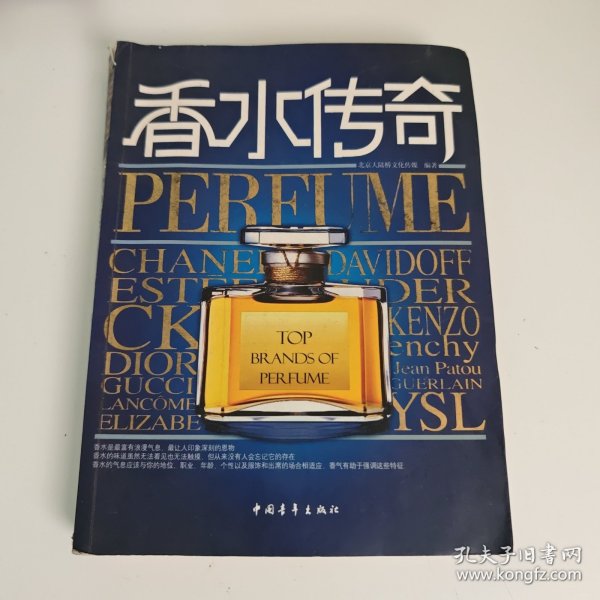 香水传奇
北京大陆桥文化传媒 编著
PERFUME
CHANEL DAVIDOFF
ESTEE DER
CK KENZO
DIOR enchy
GUCCI Jean Patou
LANCÔME GUERLAIN
ELIZABE YSL
TOP
BRANDS OF
PERFUME
香水是最富有浪漫气息，最让人印象深刻的恩物
香水的味道虽然无法看见也无法触摸，但从来没有人会忘记它的存在
香水的气息应该与你的地位、职业、年龄、个性以及服饰和出席的场合相适应，香气有助于强调这些特征
中国青年出版社
孔夫子旧书网
www.kongfz.com